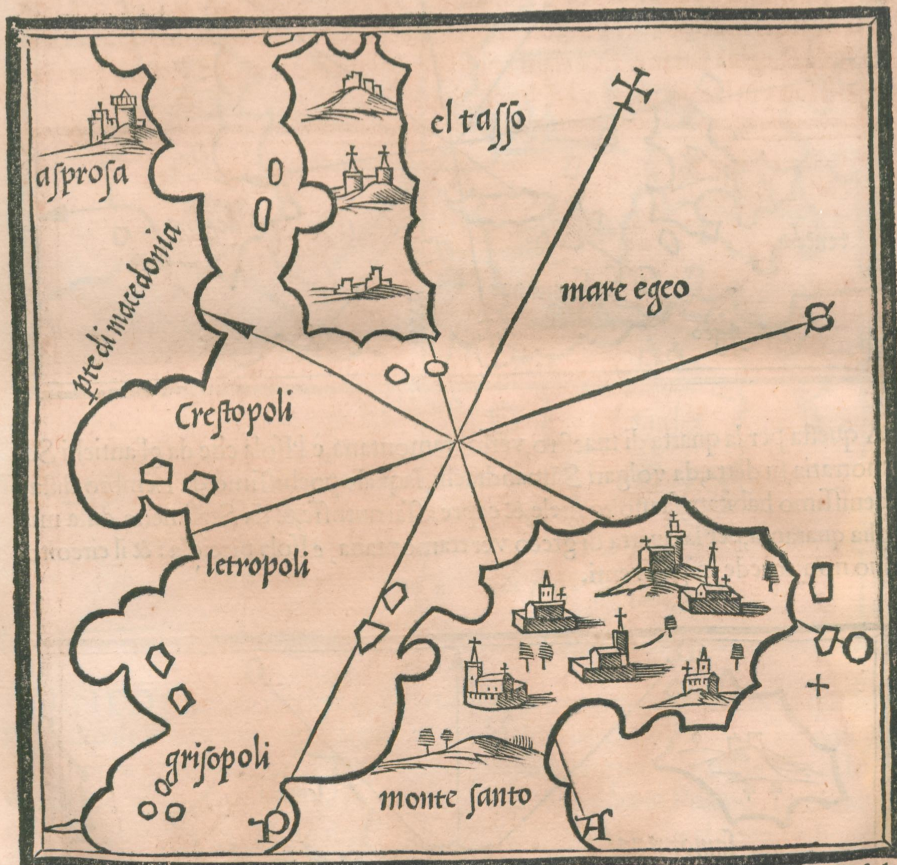 el tasso
asprosa
mare egeo
S
pte di macedonia
Crestopoli
letropoli
O
grisopoli
monte santo
P
A